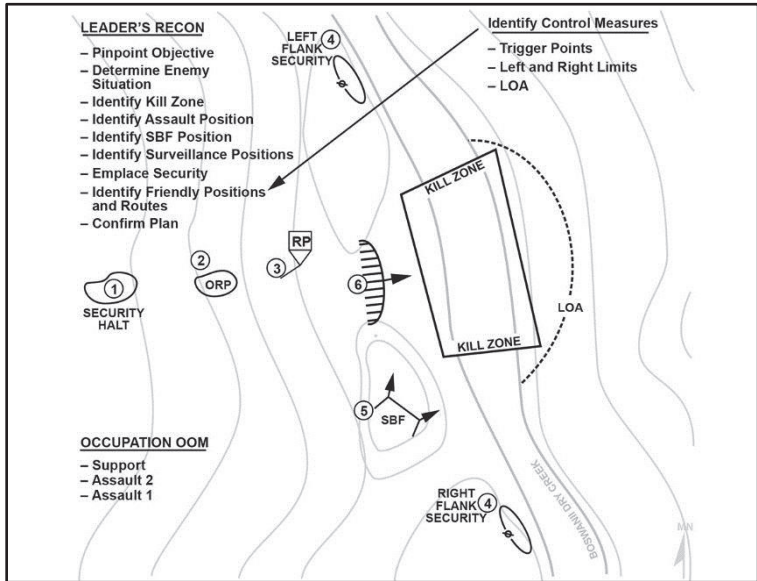 LEADER'S RECON
– Pinpoint Objective
– Determine Enemy
Situation
– Identify Kill Zone
– Identify Assault Position
– Identify SBF Position
– Identify Surveillance Positions
– Emplace Security
– Identify Friendly Positions
and Routes
– Confirm Plan
LEFT
FLANK
SECURITY
4
Identify Control Measures
– Trigger Points
– Left and Right Limits
– LOA
KILL ZONE
RP
3
2
ORP
1
SECURITY
HALT
6
LOA
KILL ZONE
5
SBF
OCCUPATION OOM
– Support
– Assault 2
– Assault 1
RIGHT
FLANK
SECURITY
4
BOSWANII DRY CREEK
MN